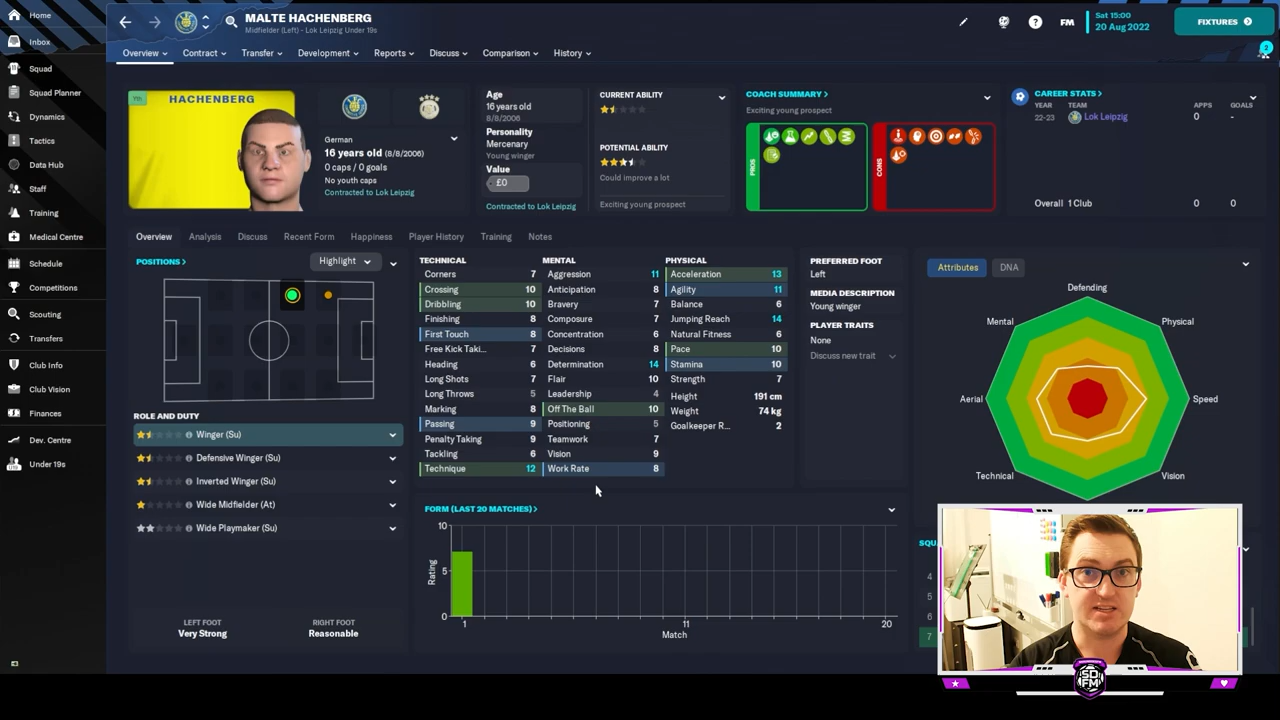 Home
Inbox
Squad
Squad Planner
Dynamics
Tactics
Data Hub
Staff
Training
Medical Centre
Schedule
Competitions
Scouting
Transfers
Club Info
Club Vision
Finances
Dev. Centre
Under 19s
MALTE HACHENBERG
Midfielder (Left) - Lok Leipzig Under 19s
FM
Sat 15:00
20 Aug 2022
FIXTURES
2
Overview
Contract
Transfer
Development
Reports
Discuss
Comparison
History
HACHENBERG
German
16 years old (8/8/2006)
0 caps / 0 goals
No youth caps
Contracted to Lok Leipzig
Age
16 years old
8/8/2006
Personality
Mercenary
Young winger
Value
£0
Contracted to Lok Leipzig
CURRENT ABILITY
POTENTIAL ABILITY
Could improve a lot
Exciting young prospect
COACH SUMMARY >
Exciting young prospect
PROS
CONS
CAREER STATS >
YEAR TEAM APPS GOALS
22-23 Lok Leipzig 0 -
Overall 1 Club 0 0
Overview
Analysis
Discuss
Recent Form
Happiness
Player History
Training
Notes
POSITIONS >
Highlight
ROLE AND DUTY
Winger (Su)
Defensive Winger (Su)
Inverted Winger (Su)
Wide Midfielder (At)
Wide Playmaker (Su)
LEFT FOOT
Very Strong
RIGHT FOOT
Reasonable
TECHNICAL
Corners 7
Crossing 10
Dribbling 10
Finishing 8
First Touch 8
Free Kick Taki... 7
Heading 6
Long Shots 7
Long Throws 5
Marking 8
Passing 9
Penalty Taking 9
Tackling 6
Technique 12
MENTAL
Aggression 11
Anticipation 8
Bravery 7
Composure 7
Concentration 6
Decisions 8
Determination 14
Flair 10
Leadership 4
Off The Ball 10
Positioning 5
Teamwork 7
Vision 9
Work Rate 8
PHYSICAL
Acceleration 13
Agility 11
Balance 6
Jumping Reach 14
Natural Fitness 6
Pace 10
Stamina 10
Strength 7
Height 191 cm
Weight 74 kg
Goalkeeper R... 2
PREFERRED FOOT
Left
MEDIA DESCRIPTION
Young winger
PLAYER TRAITS
None
Discuss new trait
Attributes
DNA
Defending
Physical
Speed
Vision
Technical
Aerial
Mental
FORM (LAST 20 MATCHES) >
10
5
0
Rating
1
11
20
Match
4
5
6
7
SDFM